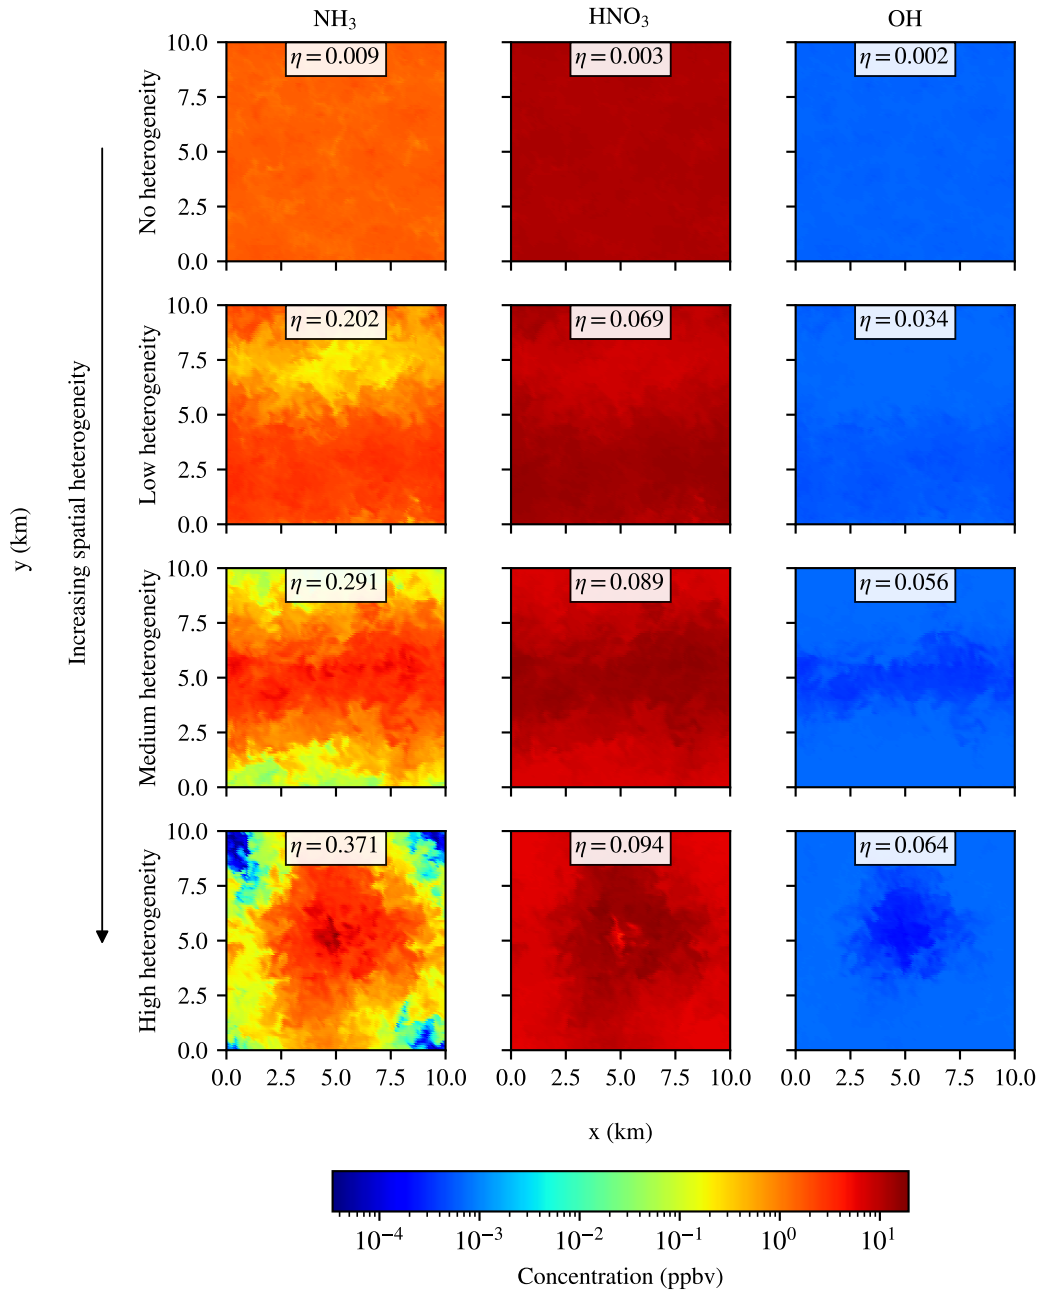 NH₃ HNO₃ OH
No heterogeneity
10.0
7.5
5.0
2.5
0.0
η = 0.009
η = 0.003
η = 0.002
Low heterogeneity
10.0
7.5
5.0
2.5
0.0
η = 0.202
η = 0.069
η = 0.034
Medium heterogeneity
10.0
7.5
5.0
2.5
0.0
η = 0.291
η = 0.089
η = 0.056
High heterogeneity
10.0
7.5
5.0
2.5
0.0
η = 0.371
η = 0.094
η = 0.064
y (km)
Increasing spatial heterogeneity
0.0 2.5 5.0 7.5 10.0
0.0 2.5 5.0 7.5 10.0
0.0 2.5 5.0 7.5 10.0
x (km)
10⁻⁴ 10⁻³ 10⁻² 10⁻¹ 10⁰ 10¹
Concentration (ppbv)